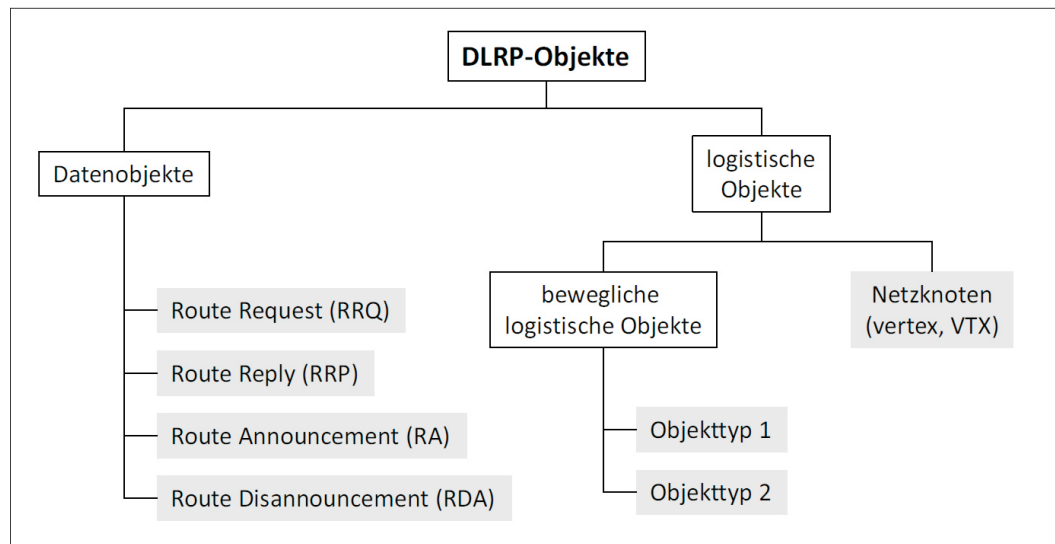 DLRP-Objekte
Datenobjekte
Route Request (RRQ)
Route Reply (RRP)
Route Announcement (RA)
Route Disannouncement (RDA)
logistische
Objekte
bewegliche
logistische Objekte
Objekttyp 1
Objekttyp 2
Netzknoten
(vertex, VTX)